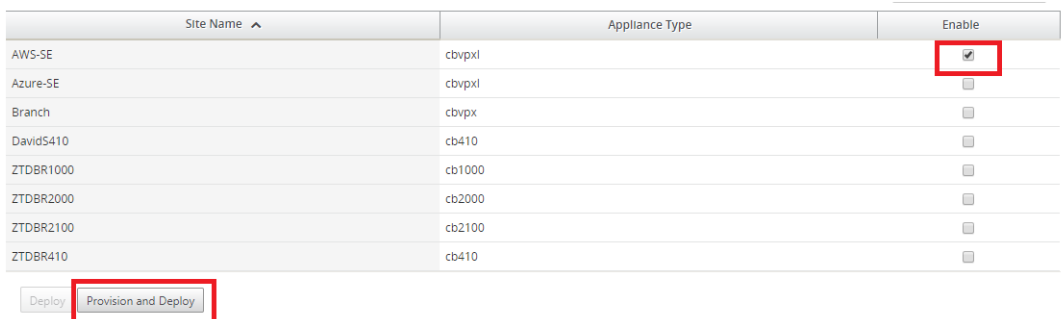 Site Name Appliance Type Enable
AWS-SE cbvpxl
Azure-SE cbvpxl
Branch cbvpx
DavidS410 cb410
ZTDBR1000 cb1000
ZTDBR2000 cb2000
ZTDBR2100 cb2100
ZTDBR410 cb410
Deploy Provision and Deploy